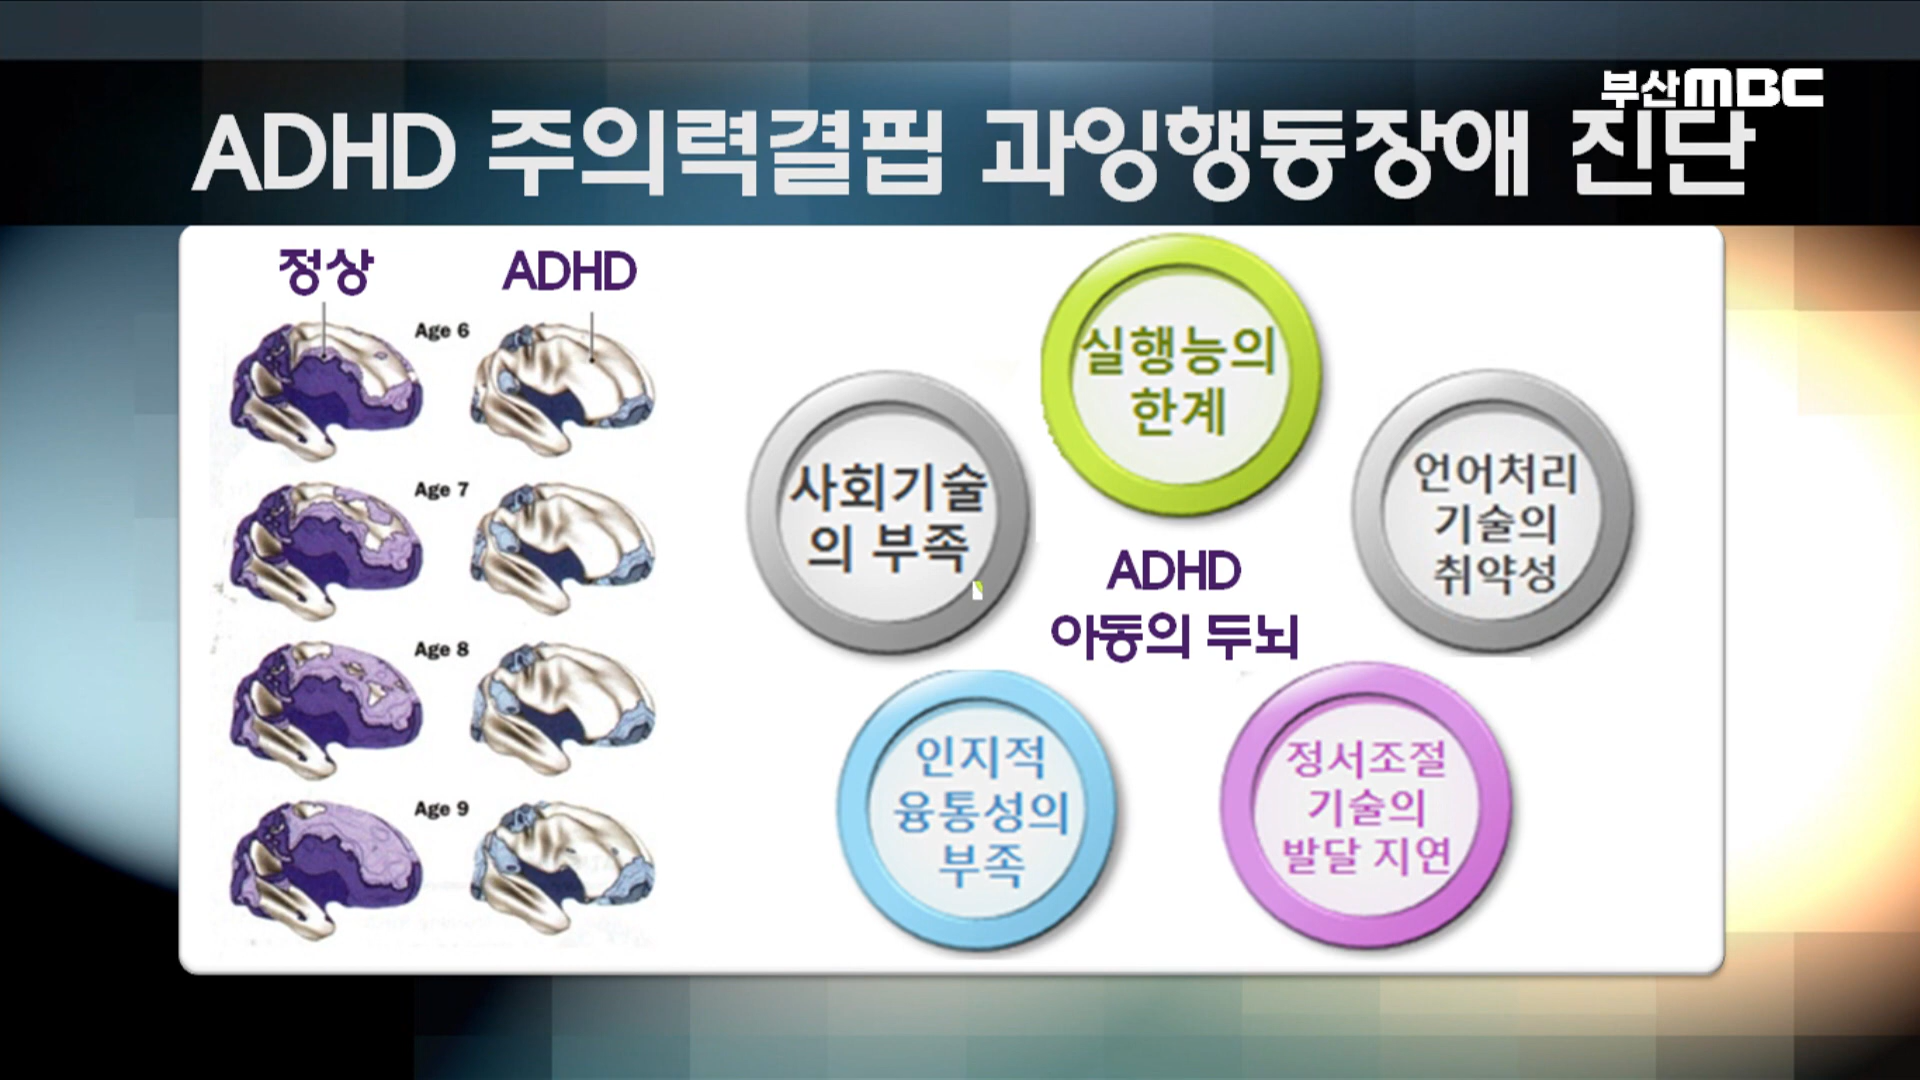 부산MBC
ADHD 주의력결핍 과잉행동장애 진단
정상
ADHD
Age 6
Age 7
Age 8
Age 9
실행능의
한계
사회기술
의 부족
언어처리
기술의
취약성
ADHD
아동의 두뇌
인지적
융통성의
부족
정서조절
기술의
발달 지연